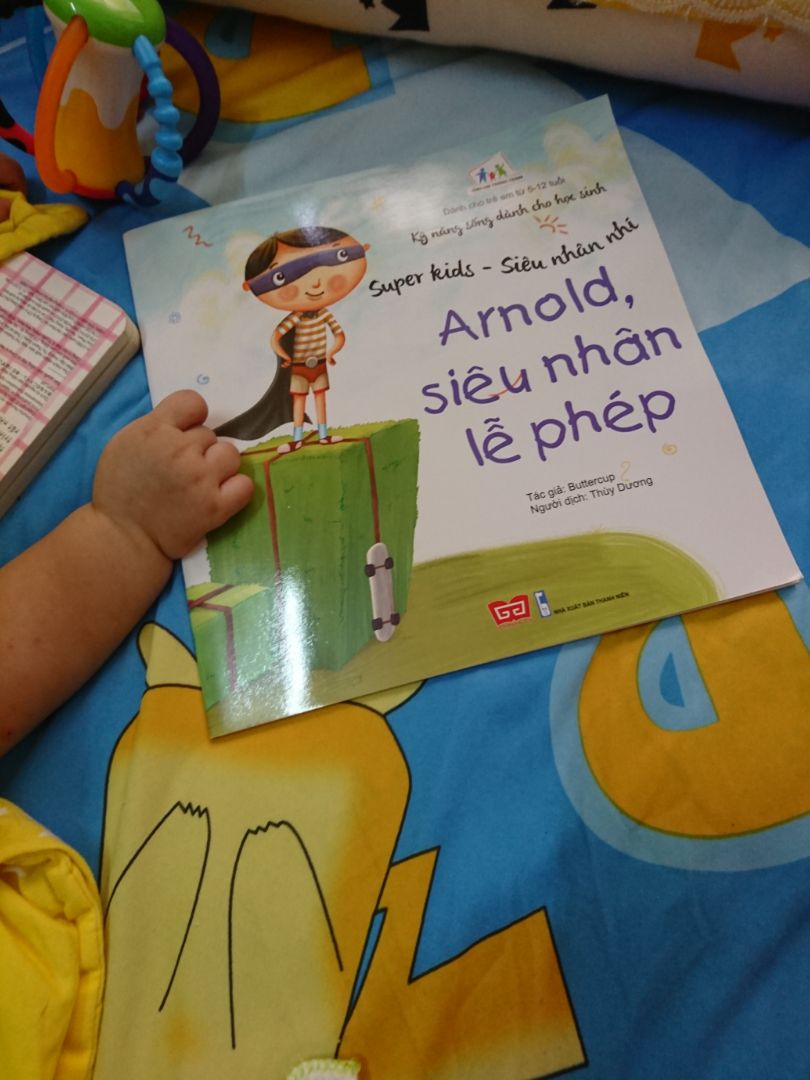 Dành cho trẻ em từ 5-12 tuổi
Kỹ năng sống dành cho học sinh
Super kids - Siêu nhân nhí
Arnold,
siêu nhân
lễ phép
Tác giả: Buttercup
Người dịch: Thùy Dương
NHÀ XUẤT BẢN THANH NIÊN